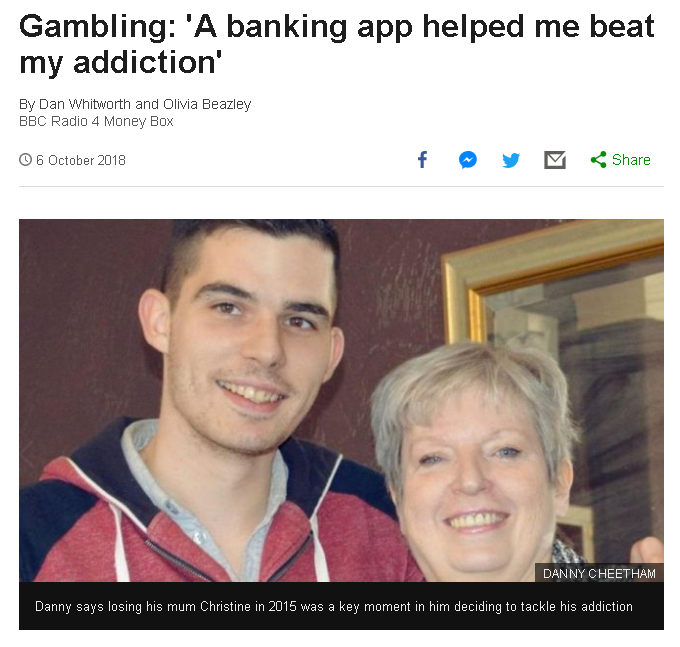 Gambling: 'A banking app helped me beat
my addiction'
By Dan Whitworth and Olivia Beazley
BBC Radio 4 Money Box
6 October 2018
Share
DANNY CHEETHAM
Danny says losing his mum Christine in 2015 was a key moment in him deciding to tackle his addiction